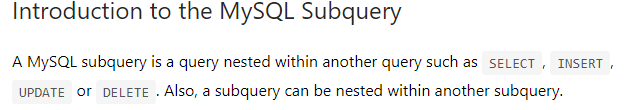 Introduction to the MySQL Subquery
A MySQL subquery is a query nested within another query such as SELECT , INSERT ,
UPDATE or DELETE . Also, a subquery can be nested within another subquery.